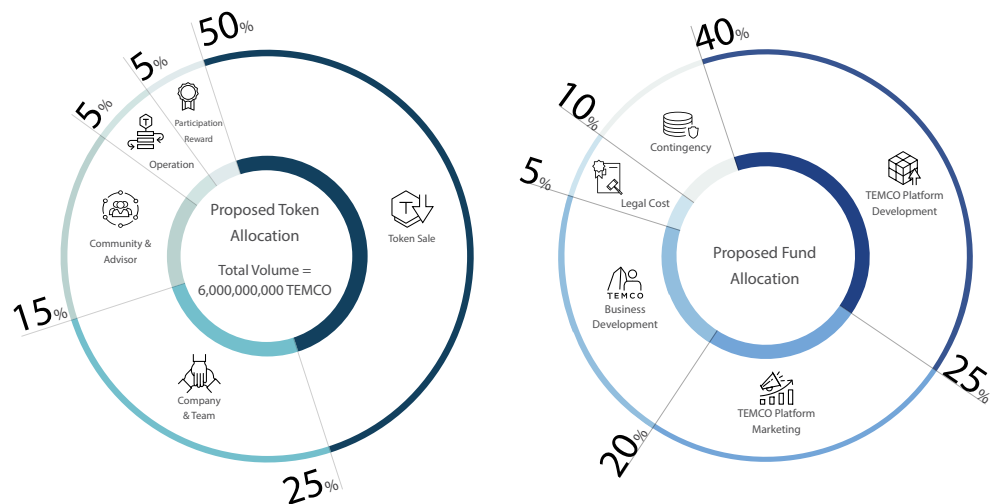 50%
5%
5%
15%
25%
Participation
Reward
Operation
Community &
Advisor
Company
& Team
Token Sale
T
T
Proposed Token
Allocation
Total Volume =
6,000,000,000 TEMCO
40%
10%
5%
20%
25%
Contingency
Legal Cost
TEMCO
Business
Development
TEMCO Platform
Marketing
TEMCO Platform
Development
Proposed Fund
Allocation